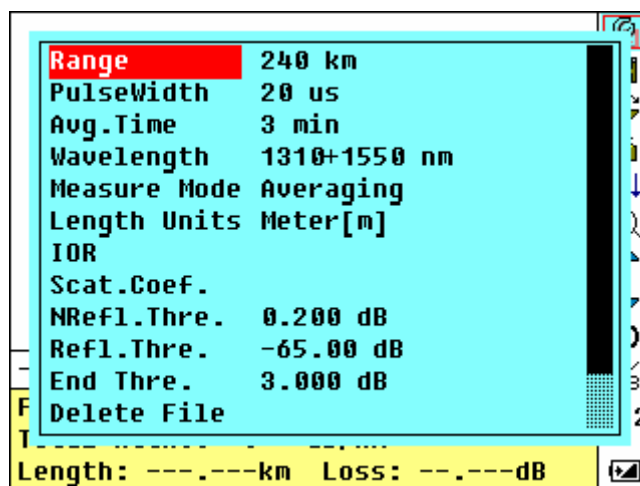 Range 240 km
PulseWidth 20 us
Avg.Time 3 min
Wavelength 1310+1550 nm
Measure Mode Averaging
Length Units Meter[m]
IOR
Scat.Coef.
NRefl.Thre. 0.200 dB
Refl.Thre. -65.00 dB
End Thre. 3.000 dB
Delete File
Length: ---.---km Loss: --.---dB